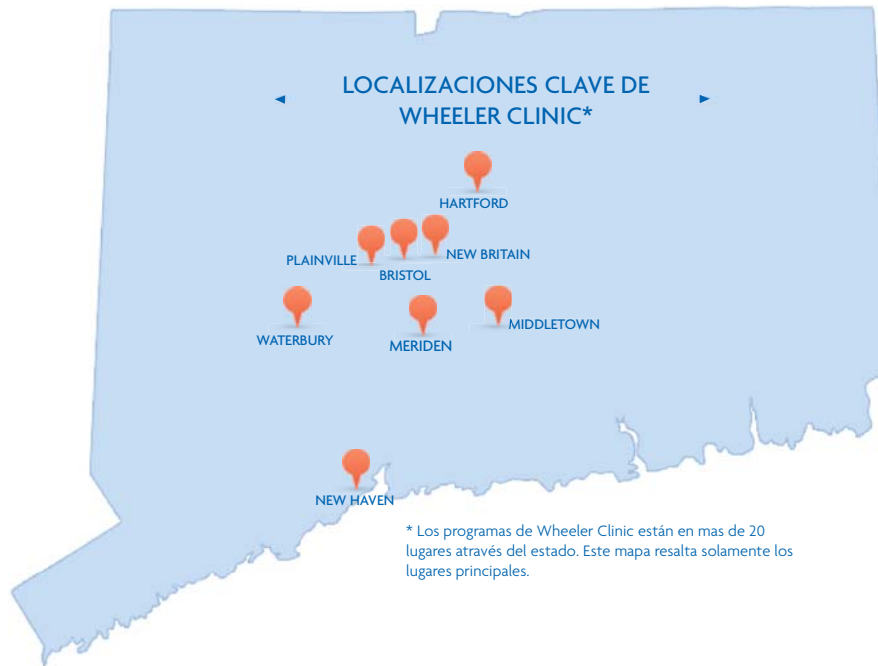 LOCALIZACIONES CLAVE DE
WHEELER CLINIC*
HARTFORD
NEW BRITAIN
PLAINVILLE
BRISTOL
MIDDLETOWN
WATERBURY
MERIDEN
NEW HAVEN
* Los programas de Wheeler Clinic están en mas de 20
lugares através del estado. Este mapa resalta solamente los
lugares principales.